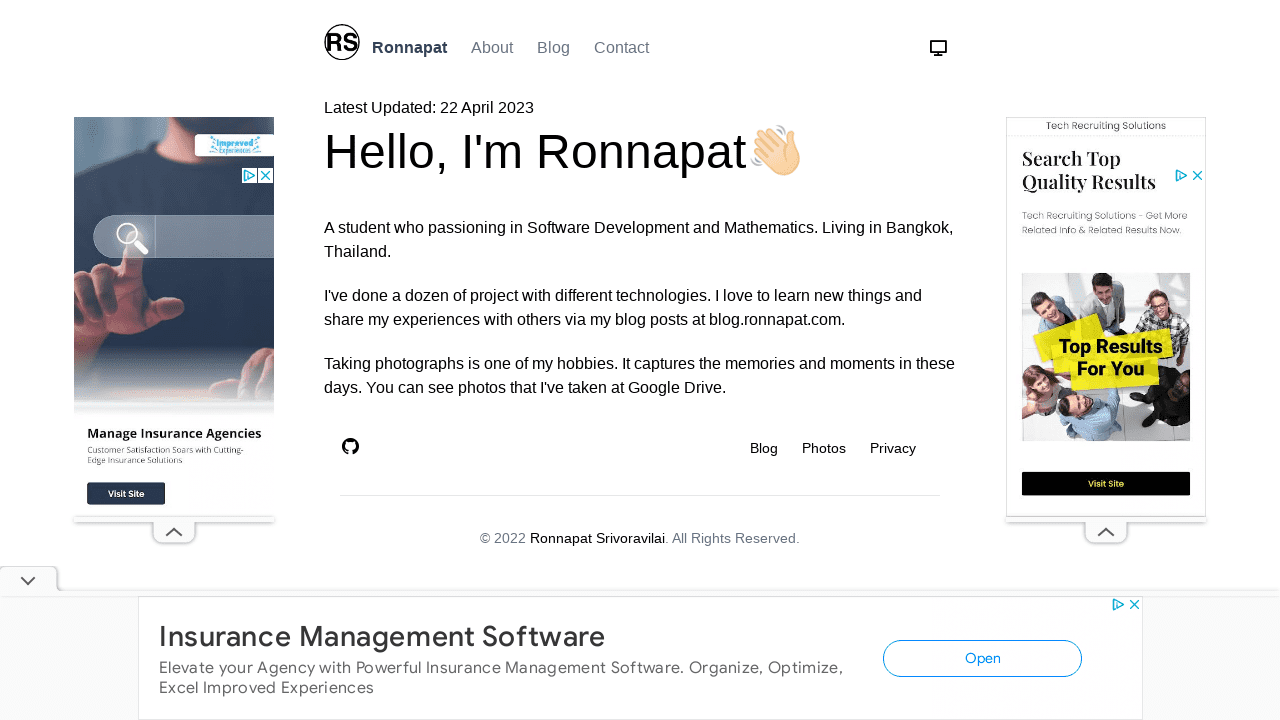 RS
Ronnapat
About
Blog
Contact
Latest Updated: 22 April 2023
Hello, I'm Ronnapat
A student who passioning in Software Development and Mathematics. Living in Bangkok,
Thailand.
I've done a dozen of project with different technologies. I love to learn new things and
share my experiences with others via my blog posts at blog.ronnapat.com.
Taking photographs is one of my hobbies. It captures the memories and moments in these
days. You can see photos that I've taken at Google Drive.
Blog
Photos
Privacy
© 2022 Ronnapat Srivoravilai. All Rights Reserved.
Improved
Experiences
Manage Insurance Agencies
Customer Satisfaction Soars with Cutting-
Edge Insurance Solutions
Visit Site
Tech Recruiting Solutions
Search Top
Quality Results
Tech Recruiting Solutions - Get More
Related Info & Related Results Now.
Top Results
For You
Visit Site
Insurance Management Software
Elevate your Agency with Powerful Insurance Management Software. Organize, Optimize,
Excel Improved Experiences
Open